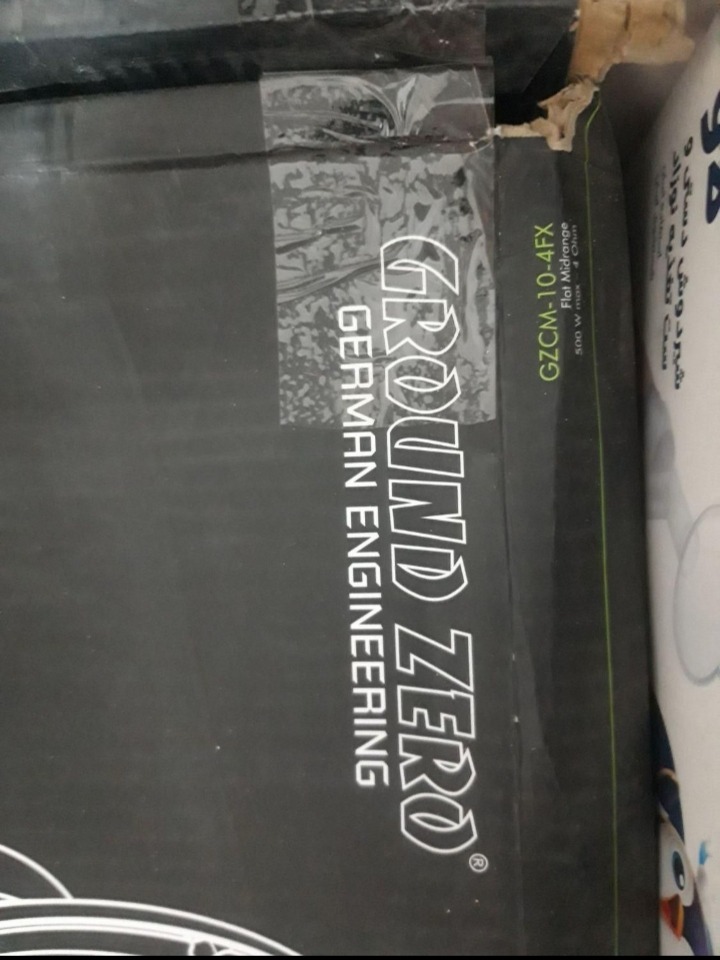 GROUND ZERO®
GERMAN ENGINEERING
GZCM-10-4FX
Flat Midrange
500 W max - 4 Ohm